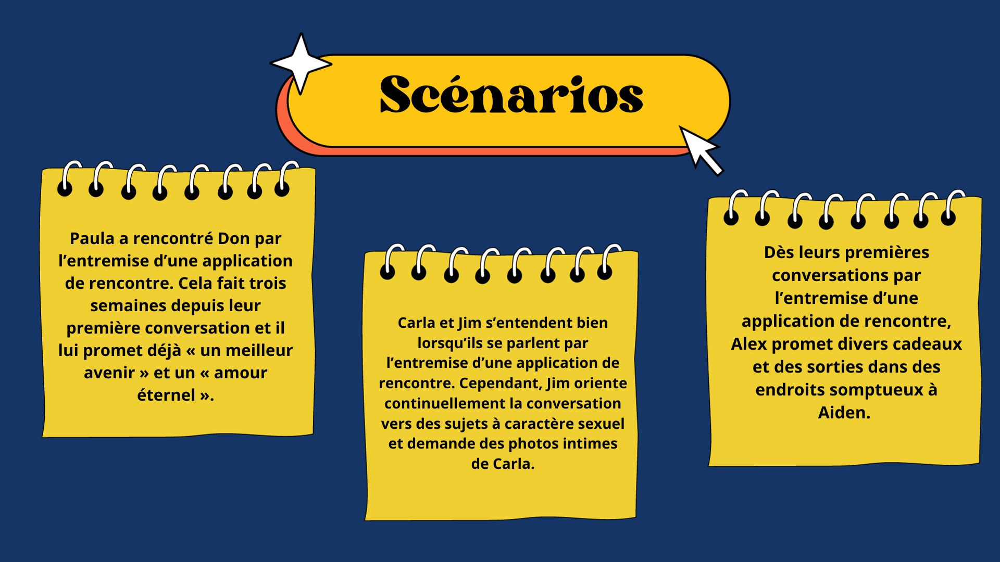 Scénarios
Paula a rencontré Don par
l’entremise d’une application
de rencontre. Cela fait trois
semaines depuis leur
première conversation et il
lui promet déjà « un meilleur
avenir » et un « amour
éternel ».
Carla et Jim s’entendent bien
lorsqu’ils se parlent par
l’entremise d’une application de
rencontre. Cependant, Jim oriente
continuellement la conversation
vers des sujets à caractère sexuel
et demande des photos intimes
de Carla.
Dès leurs premières
conversations par
l’entremise d’une
application de rencontre,
Alex promet divers cadeaux
et des sorties dans des
endroits somptueux à
Aiden.